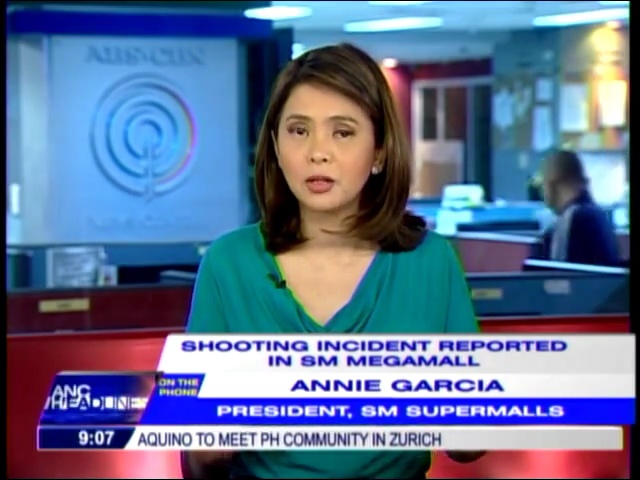 ABS-CBN
SHOOTING INCIDENT REPORTED
IN SM MEGAMALL
ON THE
PHONE
ANNIE GARCIA
PRESIDENT, SM SUPERMALLS
ANC
HEADLINES
9:07
AQUINO TO MEET PH COMMUNITY IN ZURICH